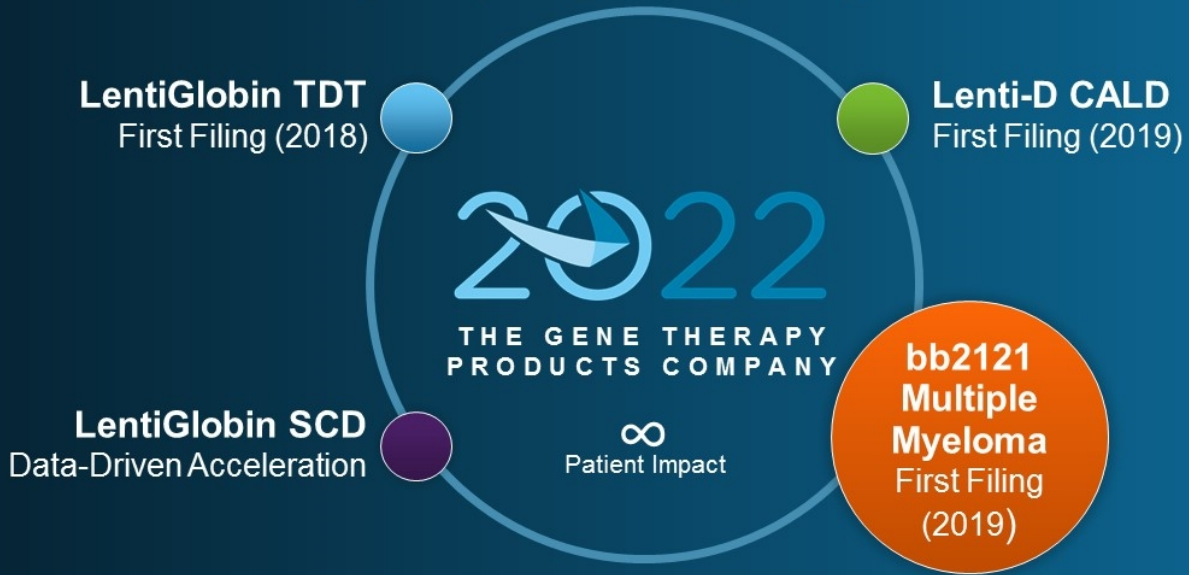 LentiGlobin TDT
First Filing (2018)
Lenti-D CALD
First Filing (2019)
2022
THE GENE THERAPY
PRODUCTS COMPANY
∞
Patient Impact
LentiGlobin SCD
Data-Driven Acceleration
bb2121
Multiple
Myeloma
First Filing
(2019)